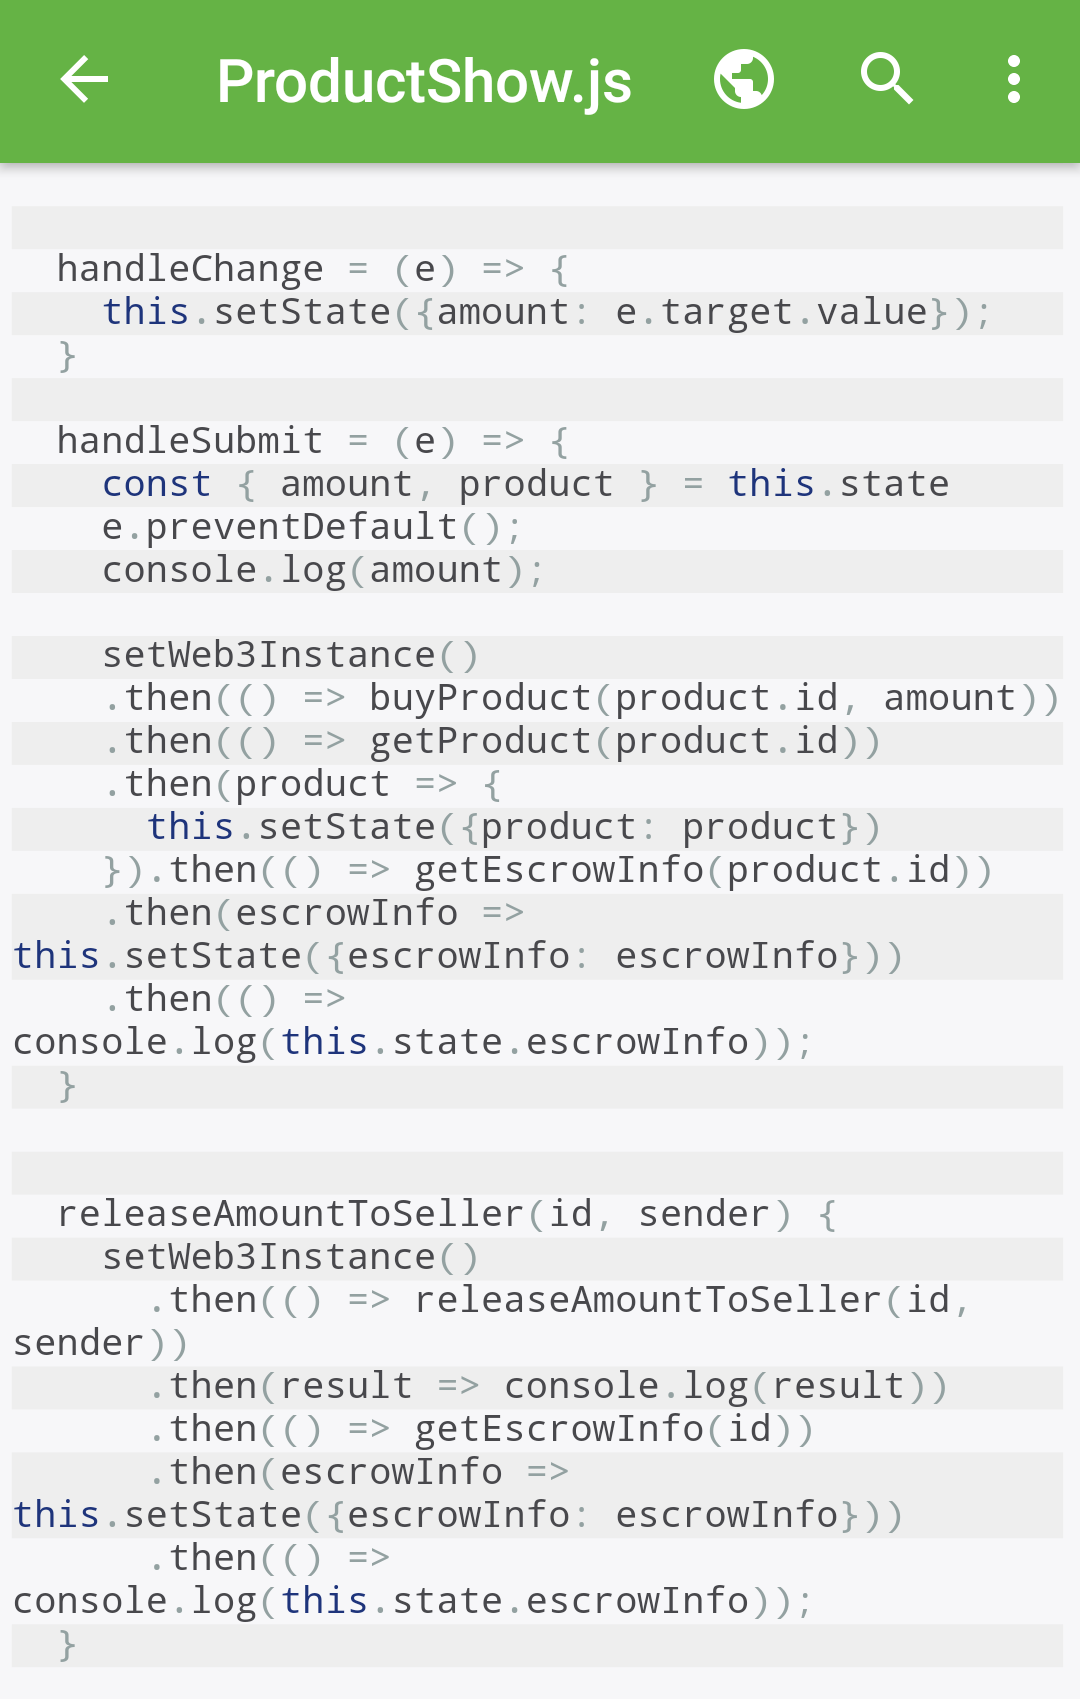 ProductShow.js
handleChange = (e) => {
this.setState({amount: e.target.value});
}
handleSubmit = (e) => {
const { amount, product } = this.state
e.preventDefault();
console.log(amount);
setWeb3Instance()
.then(() => buyProduct(product.id, amount))
.then(() => getProduct(product.id))
.then(product => {
this.setState({product: product})
}).then(() => getEscrowInfo(product.id))
.then(escrowInfo =>
this.setState({escrowInfo: escrowInfo}))
.then(() =>
console.log(this.state.escrowInfo));
}
releaseAmountToSeller(id, sender) {
setWeb3Instance()
.then(() => releaseAmountToSeller(id,
sender))
.then(result => console.log(result))
.then(() => getEscrowInfo(id))
.then(escrowInfo =>
this.setState({escrowInfo: escrowInfo}))
.then(() =>
console.log(this.state.escrowInfo));
}